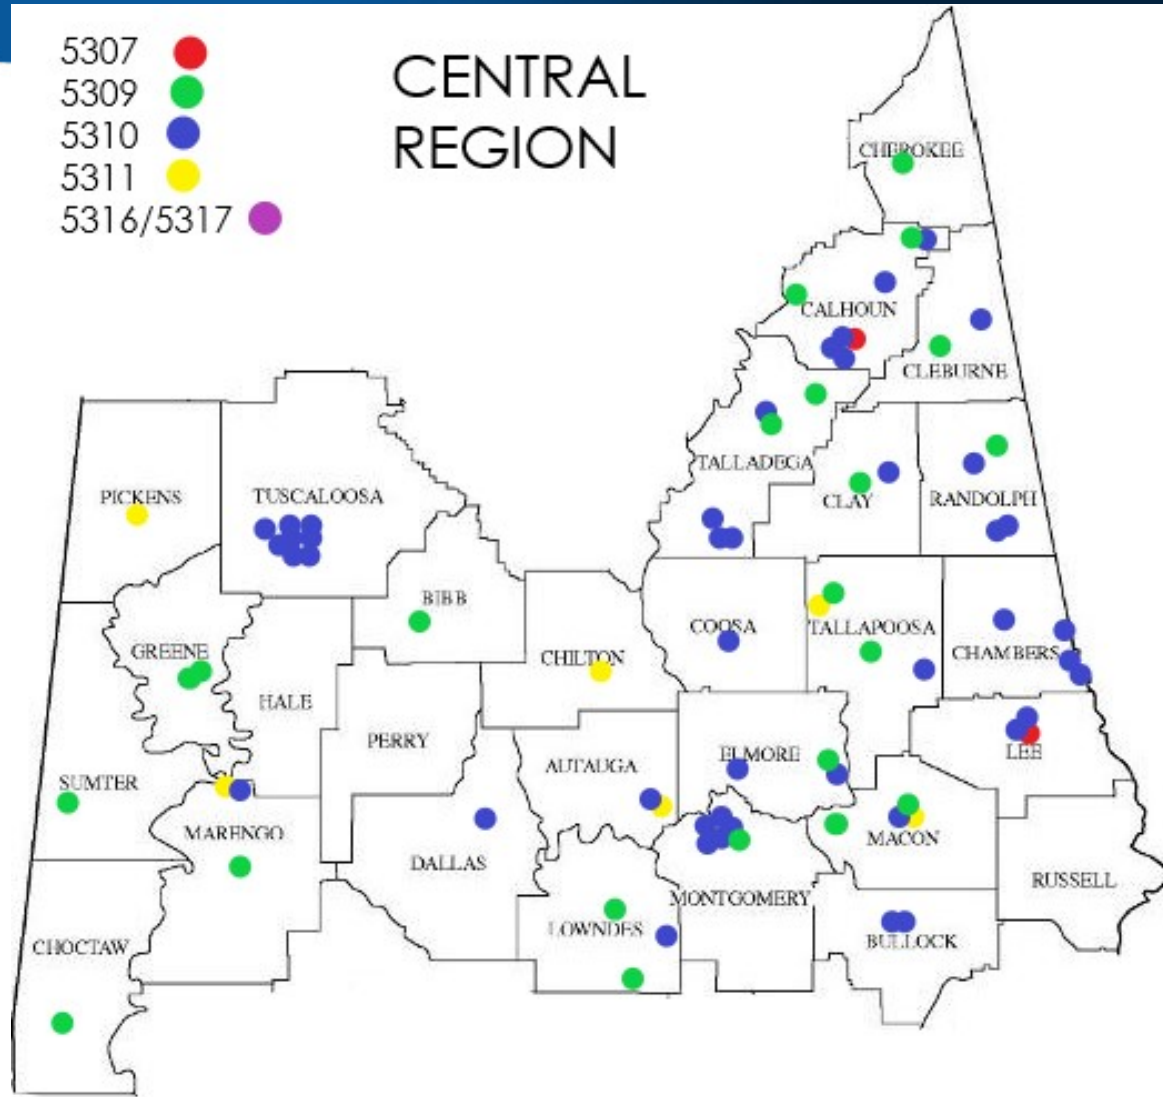 5307
5309
5310
5311
5316/5317
CENTRAL
REGION
CHEROKEE
CALHOUN
CLEBURNE
TALLADEGA
PICKENS
TUSCALOOSA
CLAY
RANDOLPH
BIBB
COOSA
TALLAPOOSA
GREENE
CHILTON
CHAMBERS
HALE
PERRY
LEE
ELMORE
AUTAUGA
SUMTER
MARENGO
MACON
DALLAS
RUSSELL
MONTGOMERY
LOWNDES
BULLOCK
CHOCTAW